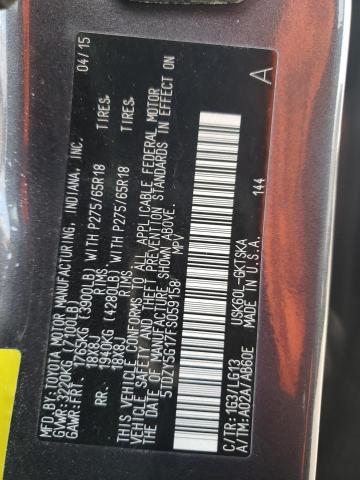 MFD.BY:TOYOTA MOTOR MANUFACTURING, INDIANA, INC. 04/15
GVWR:3220KG(7100LB)
GAWR:FRT. 1765KG(3900LB) WITH P275/65R18 TIRES,
18X8J RIMS
RR. 1940KG(4280LB) WITH P275/65R18 TIRES,
18X8J RIMS
THIS VEHICLE CONFORMS TO ALL APPLICABLE FEDERAL MOTOR
VEHICLE SAFETY AND THEFT PREVENTION STANDARDS IN EFFECT ON
THE DATE OF MANUFACTURE SHOWN ABOVE.
5TDZY5G17FS059158 MPV
A
C/TR:1G3/LG13 USK60L-GKTSKA
A/TM:A02A/AB60E MADE IN U.S.A. 144